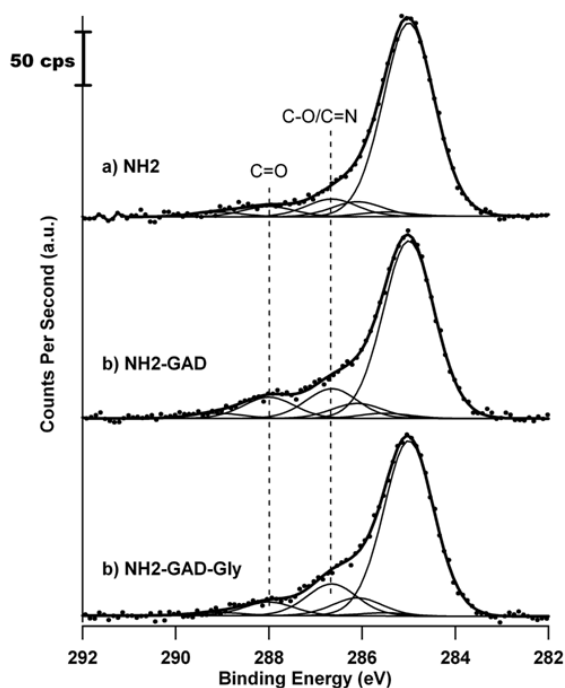 50 cps
C-O/C=N
C=O
a) NH2
b) NH2-GAD
b) NH2-GAD-Gly
Counts Per Second (a.u.)
292 290 288 286 284 282
Binding Energy (eV)